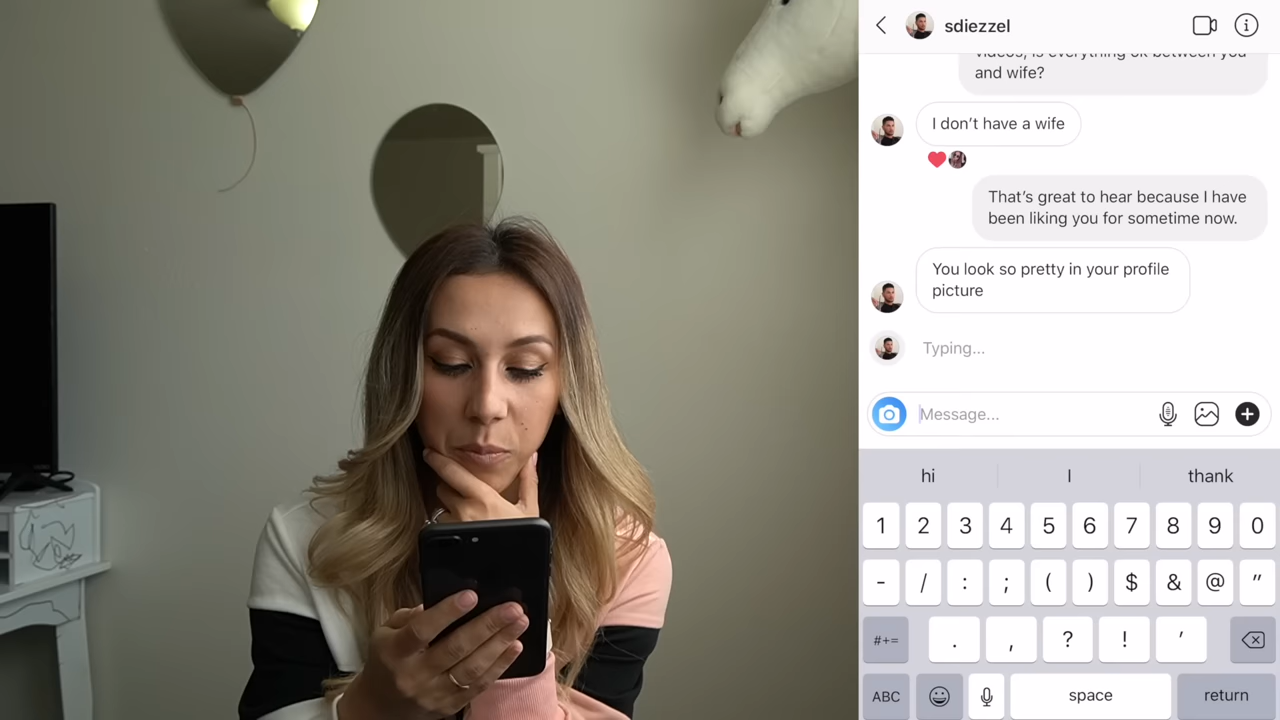 sdiezzel
videos, is everything ok between you
and wife?
I don't have a wife
That's great to hear because I have
been liking you for sometime now.
You look so pretty in your profile
picture
Typing...
Message...
hi I thank
1 2 3 4 5 6 7 8 9 0
- / : ; ( ) $ & @ "
#+= . , ? ! '
ABC space return